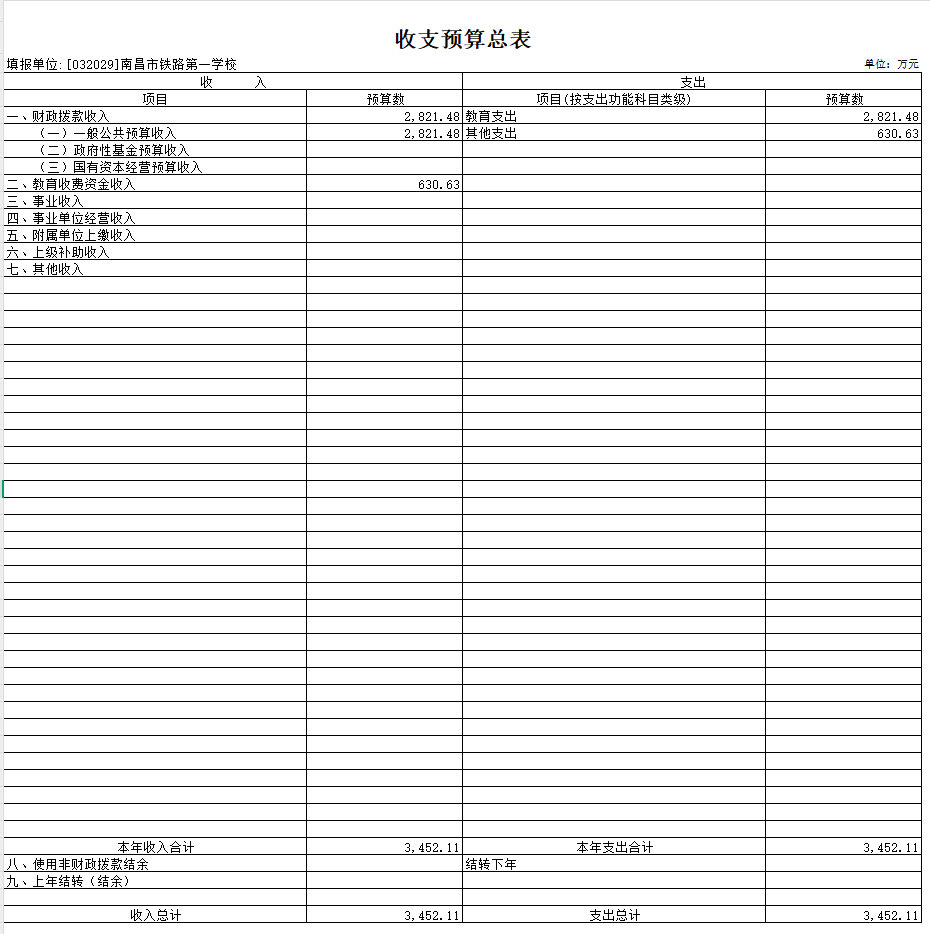 收支预算总表
填报单位:[032029]南昌市铁路第一学校 单位：万元
收 入 支出
项目 预算数 项目(按支出功能科目类级) 预算数
一、财政拨款收入 2,821.48 教育支出 2,821.48
（一）一般公共预算收入 2,821.48 其他支出 630.63
（二）政府性基金预算收入
（三）国有资本经营预算收入
二、教育收费资金收入 630.63
三、事业收入
四、事业单位经营收入
五、附属单位上缴收入
六、上级补助收入
七、其他收入
本年收入合计 3,452.11 本年支出合计 3,452.11
八、使用非财政拨款结余 结转下年
九、上年结转（结余）
收入总计 3,452.11 支出总计 3,452.11